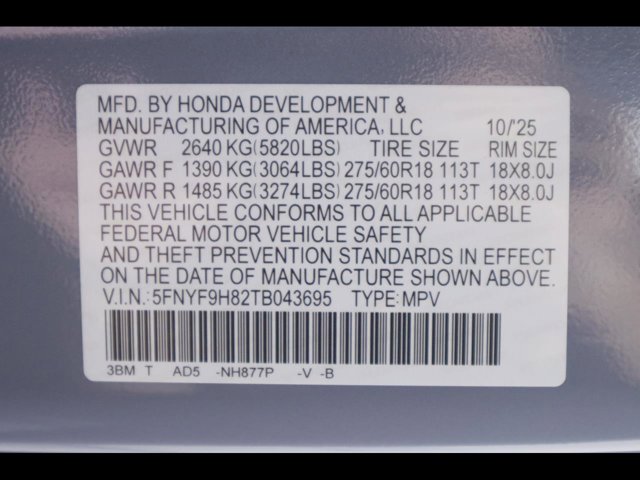 MFD. BY HONDA DEVELOPMENT &
MANUFACTURING OF AMERICA, LLC 10/'25
GVWR 2640 KG(5820LBS) TIRE SIZE RIM SIZE
GAWR F 1390 KG(3064LBS) 275/60R18 113T 18X8.0J
GAWR R 1485 KG(3274LBS) 275/60R18 113T 18X8.0J
THIS VEHICLE CONFORMS TO ALL APPLICABLE
FEDERAL MOTOR VEHICLE SAFETY
AND THEFT PREVENTION STANDARDS IN EFFECT
ON THE DATE OF MANUFACTURE SHOWN ABOVE.
V.I.N.:5FNYF9H82TB043695 TYPE:MPV
3BM T AD5 -NH877P -V -B